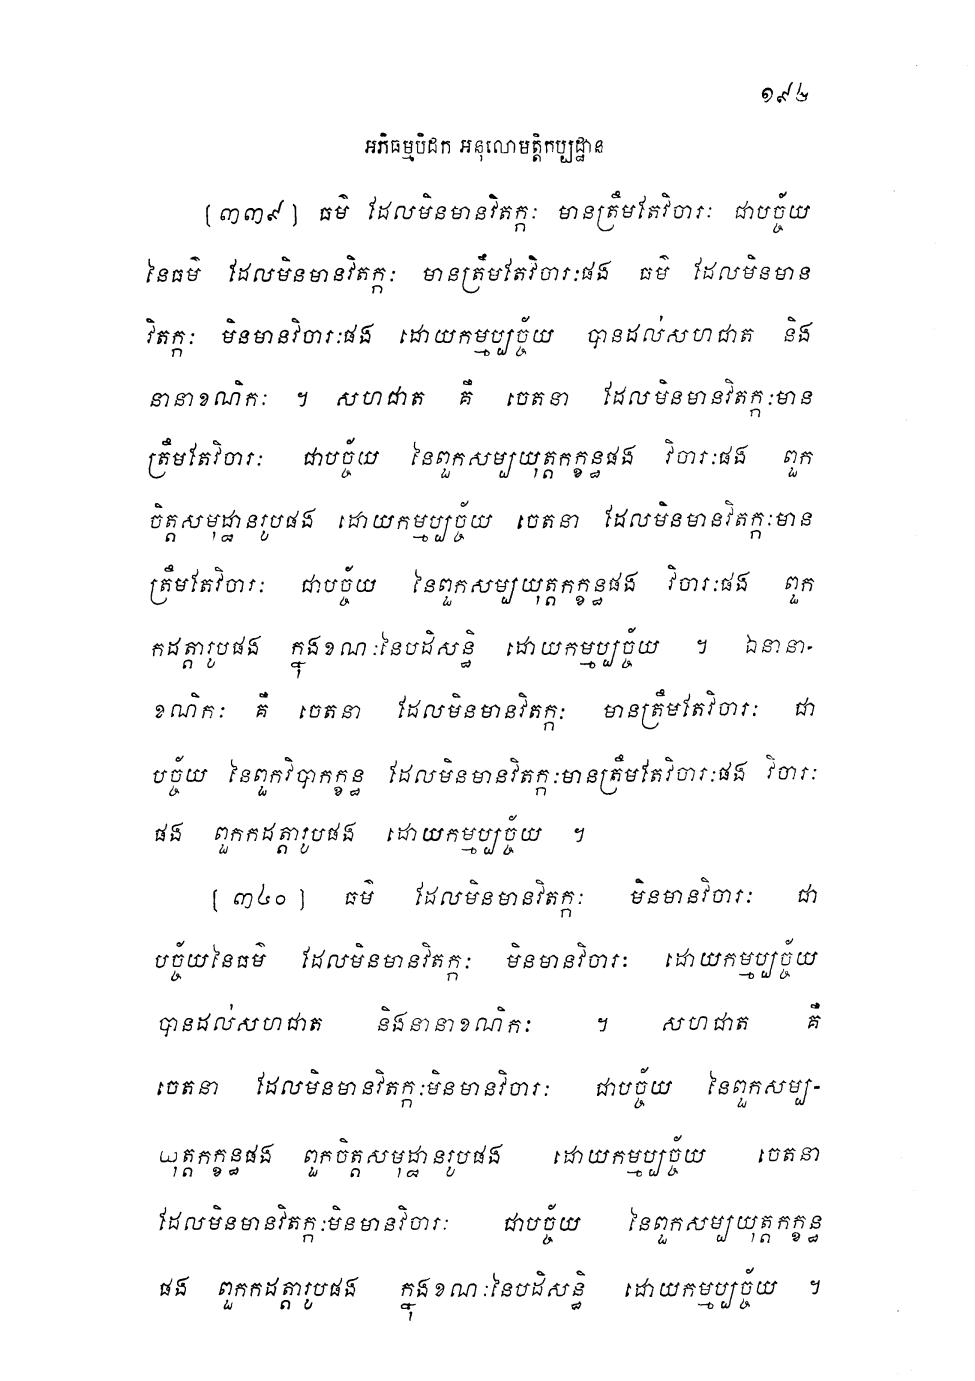 ១៩៤
អភិធម្មបិដក អនុលោមត្តិកប្បដ្ឋាន
[៣៣៩] ធម៌ ដែលមិនមានវិតក្កៈ មានត្រឹមតែវិចារៈ ជាបច្ច័យ
នៃធម៌ ដែលមិនមានវិតក្កៈ មានត្រឹមតែវិចារៈផង ធម៌ ដែលមិនមាន
វិតក្កៈ មិនមានវិចារៈផង ដោយកម្មប្បច្ច័យ បានដល់សហជាត និង
នានាខណិកៈ ។ សហជាត គឺ ចេតនា ដែលមិនមានវិតក្កៈមាន
ត្រឹមតែវិចារៈ ជាបច្ច័យ នៃពួកសម្បយុត្តកក្ខន្ធផង វិចារៈផង ពួក
ចិត្តសមុដ្ឋានរូបផង ដោយកម្មប្បច្ច័យ ចេតនា ដែលមិនមានវិតក្កៈមាន
ត្រឹមតែវិចារៈ ជាបច្ច័យ នៃពួកសម្បយុត្តកក្ខន្ធផង វិចារៈផង ពួក
កដត្តារូបផង ក្នុងខណៈនៃបដិសន្ធិ ដោយកម្មប្បច្ច័យ ។ ឯនានា-
ខណិកៈ គឺ ចេតនា ដែលមិនមានវិតក្កៈ មានត្រឹមតែវិចារៈ ជា
បច្ច័យ នៃពួកវិបាកក្ខន្ធ ដែលមិនមានវិតក្កៈមានត្រឹមតែវិចារៈផង វិចារៈ
ផង ពួកកដត្តារូបផង ដោយកម្មប្បច្ច័យ ។
[៣៤០] ធម៌ ដែលមិនមានវិតក្កៈ មិនមានវិចារៈ ជា
បច្ច័យនៃធម៌ ដែលមិនមានវិតក្កៈ មិនមានវិចារៈ ដោយកម្មប្បច្ច័យ
បានដល់សហជាត និងនានាខណិកៈ ។ សហជាត គឺ
ចេតនា ដែលមិនមានវិតក្កៈមិនមានវិចារៈ ជាបច្ច័យ នៃពួកសម្ប-
យុត្តកក្ខន្ធផង ពួកចិត្តសមុដ្ឋានរូបផង ដោយកម្មប្បច្ច័យ ចេតនា
ដែលមិនមានវិតក្កៈមិនមានវិចារៈ ជាបច្ច័យ នៃពួកសម្បយុត្តកក្ខន្ធ
ផង ពួកកដត្តារូបផង ក្នុងខណៈនៃបដិសន្ធិ ដោយកម្មប្បច្ច័យ ។